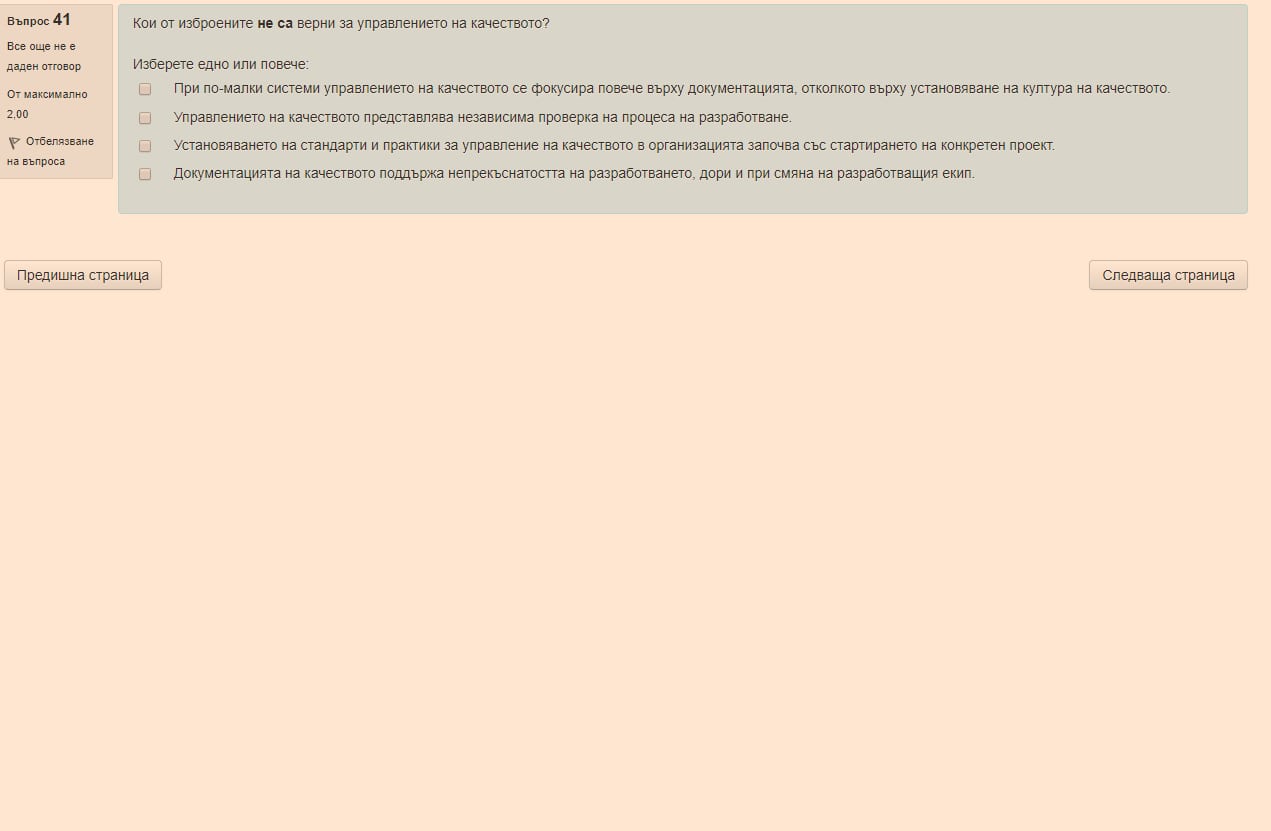 Въпрос 41
Все още не е
даден отговор
От максимално
2,00
Отбелязване
на въпроса
Кои от изброените не са верни за управлението на качеството?
Изберете едно или повече:
При по-малки системи управлението на качеството се фокусира повече върху документацията, отколкото върху установяване на култура на качеството.
Управлението на качеството представлява независима проверка на процеса на разработване.
Установяването на стандарти и практики за управление на качеството в организацията започва със стартирането на конкретен проект.
Документацията на качеството поддържа непрекъснатостта на разработването, дори и при смяна на разработващия екип.
Предишна страница
Следваща страница